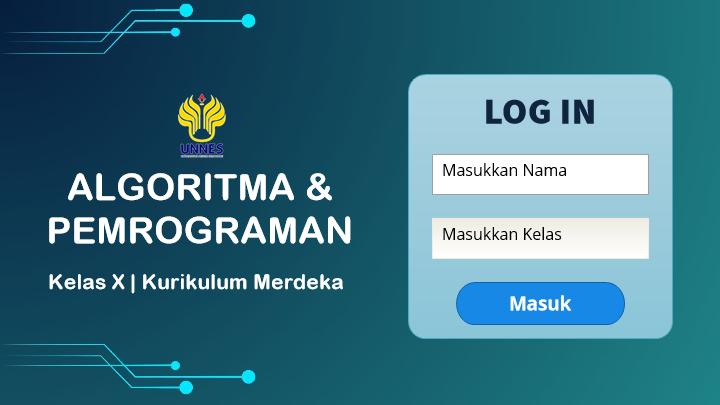 UNNES
ALGORITMA &
PEMROGRAMAN
Kelas X | Kurikulum Merdeka
LOG IN
Masukkan Nama
Masukkan Kelas
Masuk